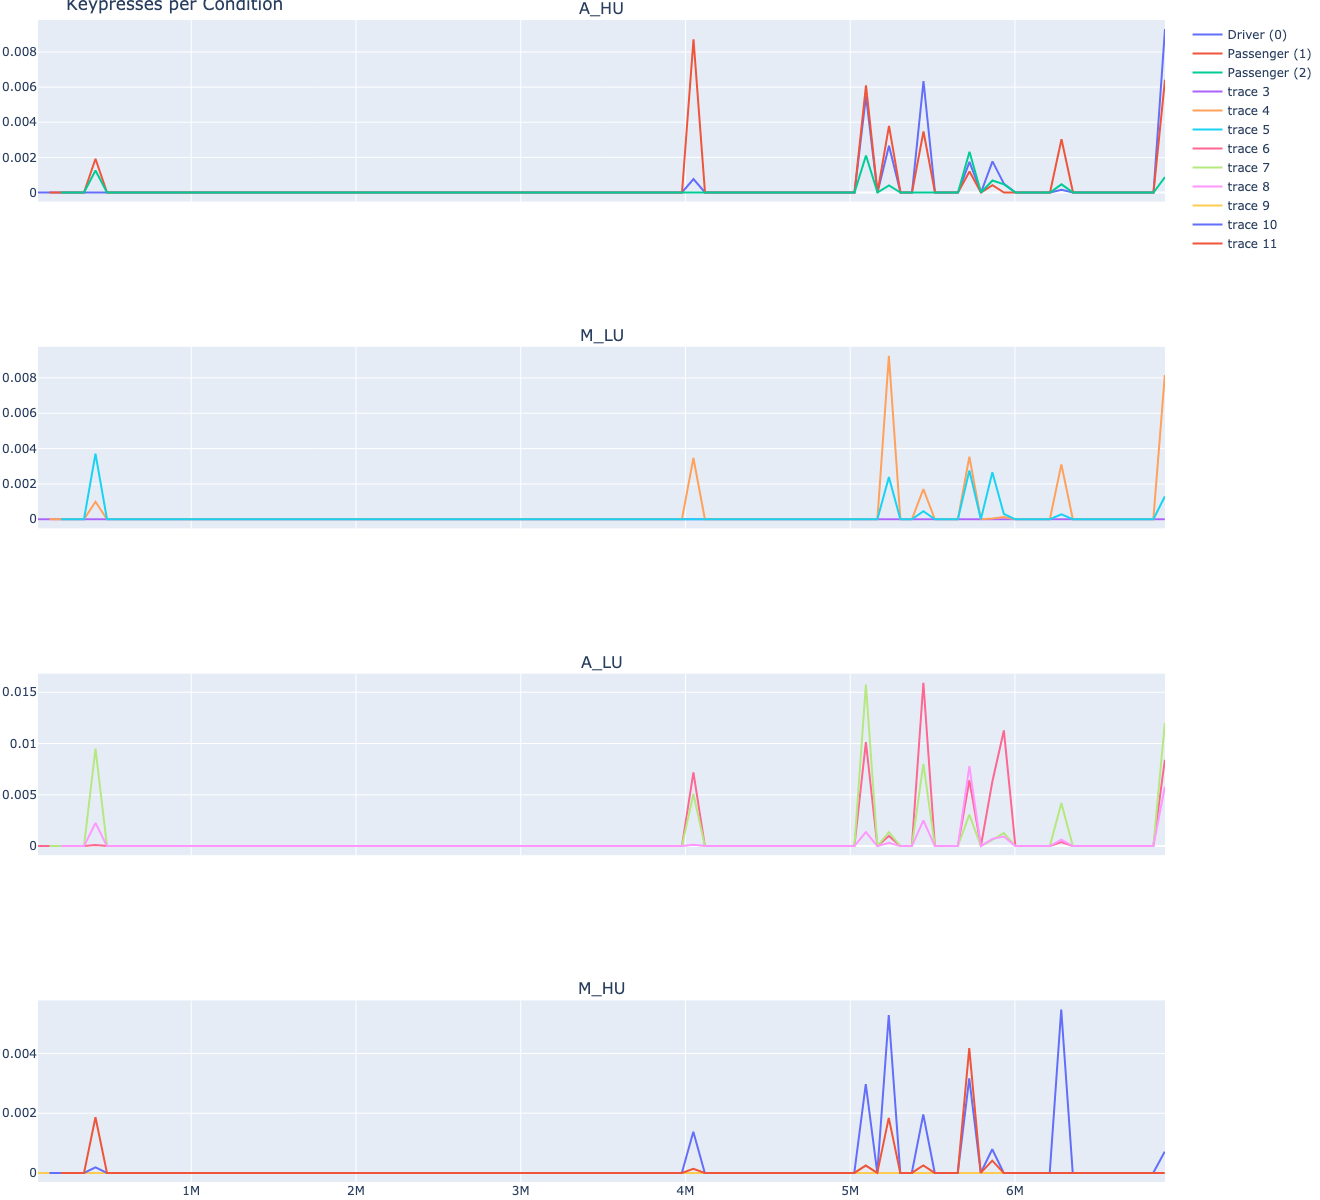 Keypresses per Condition
A_HU
0.008
0.006
0.004
0.002
0
Driver (0)
Passenger (1)
Passenger (2)
trace 3
trace 4
trace 5
trace 6
trace 7
trace 8
trace 9
trace 10
trace 11
M_LU
0.008
0.006
0.004
0.002
0
A_LU
0.015
0.01
0.005
0
M_HU
0.004
0.002
0
1M 2M 3M 4M 5M 6M